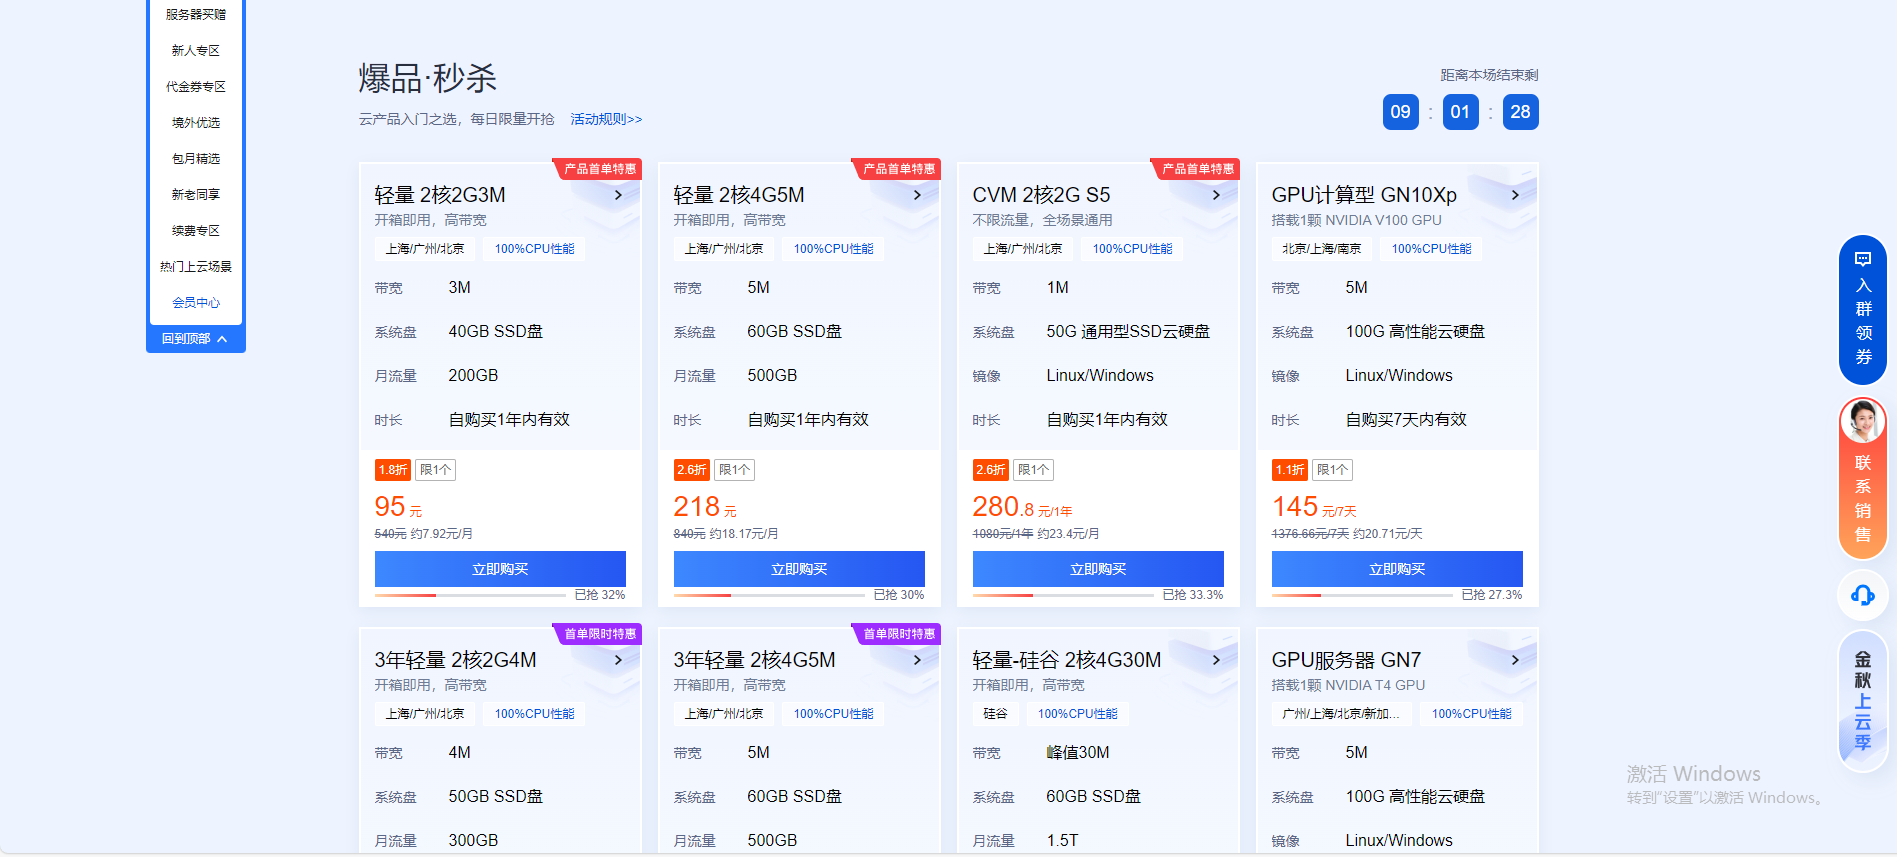 服务器买赠
新人专区
代金券专区
境外优选
包月精选
新老同享
续费专区
热门上云场景
会员中心
回到顶部
爆品·秒杀
云产品入门之选，每日限量开抢 活动规则>>
距离本场结束剩
09 : 01 : 28
产品首单特惠
轻量 2核2G3M
开箱即用，高带宽
上海/广州/北京 100%CPU性能
带宽 3M
系统盘 40GB SSD盘
月流量 200GB
时长 自购买1年内有效
1.8折 限1个
95 元
540元 约7.92元/月
立即购买
已抢 32%
产品首单特惠
轻量 2核4G5M
开箱即用，高带宽
上海/广州/北京 100%CPU性能
带宽 5M
系统盘 60GB SSD盘
月流量 500GB
时长 自购买1年内有效
2.6折 限1个
218 元
840元 约18.17元/月
立即购买
已抢 30%
产品首单特惠
CVM 2核2G S5
不限流量，全场景通用
上海/广州/北京 100%CPU性能
带宽 1M
系统盘 50G 通用型SSD云硬盘
镜像 Linux/Windows
时长 自购买1年内有效
2.6折 限1个
280.8 元/1年
1080元/1年 约23.4元/月
立即购买
已抢 33.3%
GPU计算型 GN10Xp
搭载1颗 NVIDIA V100 GPU
北京/上海/南京 100%CPU性能
带宽 5M
系统盘 100G 高性能云硬盘
镜像 Linux/Windows
时长 自购买7天内有效
1.1折 限1个
145 元/7天
1376.66元/7天 约20.71元/天
立即购买
已抢 27.3%
首单限时特惠
3年轻量 2核2G4M
开箱即用，高带宽
上海/广州/北京 100%CPU性能
带宽 4M
系统盘 50GB SSD盘
月流量 300GB
首单限时特惠
3年轻量 2核4G5M
开箱即用，高带宽
上海/广州/北京 100%CPU性能
带宽 5M
系统盘 60GB SSD盘
月流量 500GB
轻量-硅谷 2核4G30M
开箱即用，高带宽
硅谷 100%CPU性能
带宽 峰值30M
系统盘 60GB SSD盘
月流量 1.5T
GPU服务器 GN7
搭载1颗 NVIDIA T4 GPU
广州/上海/北京/新加... 100%CPU性能
带宽 5M
系统盘 100G 高性能云硬盘
镜像 Linux/Windows
入群领券
联系销售
金秋上云季
激活 Windows
转到"设置"以激活 Windows。